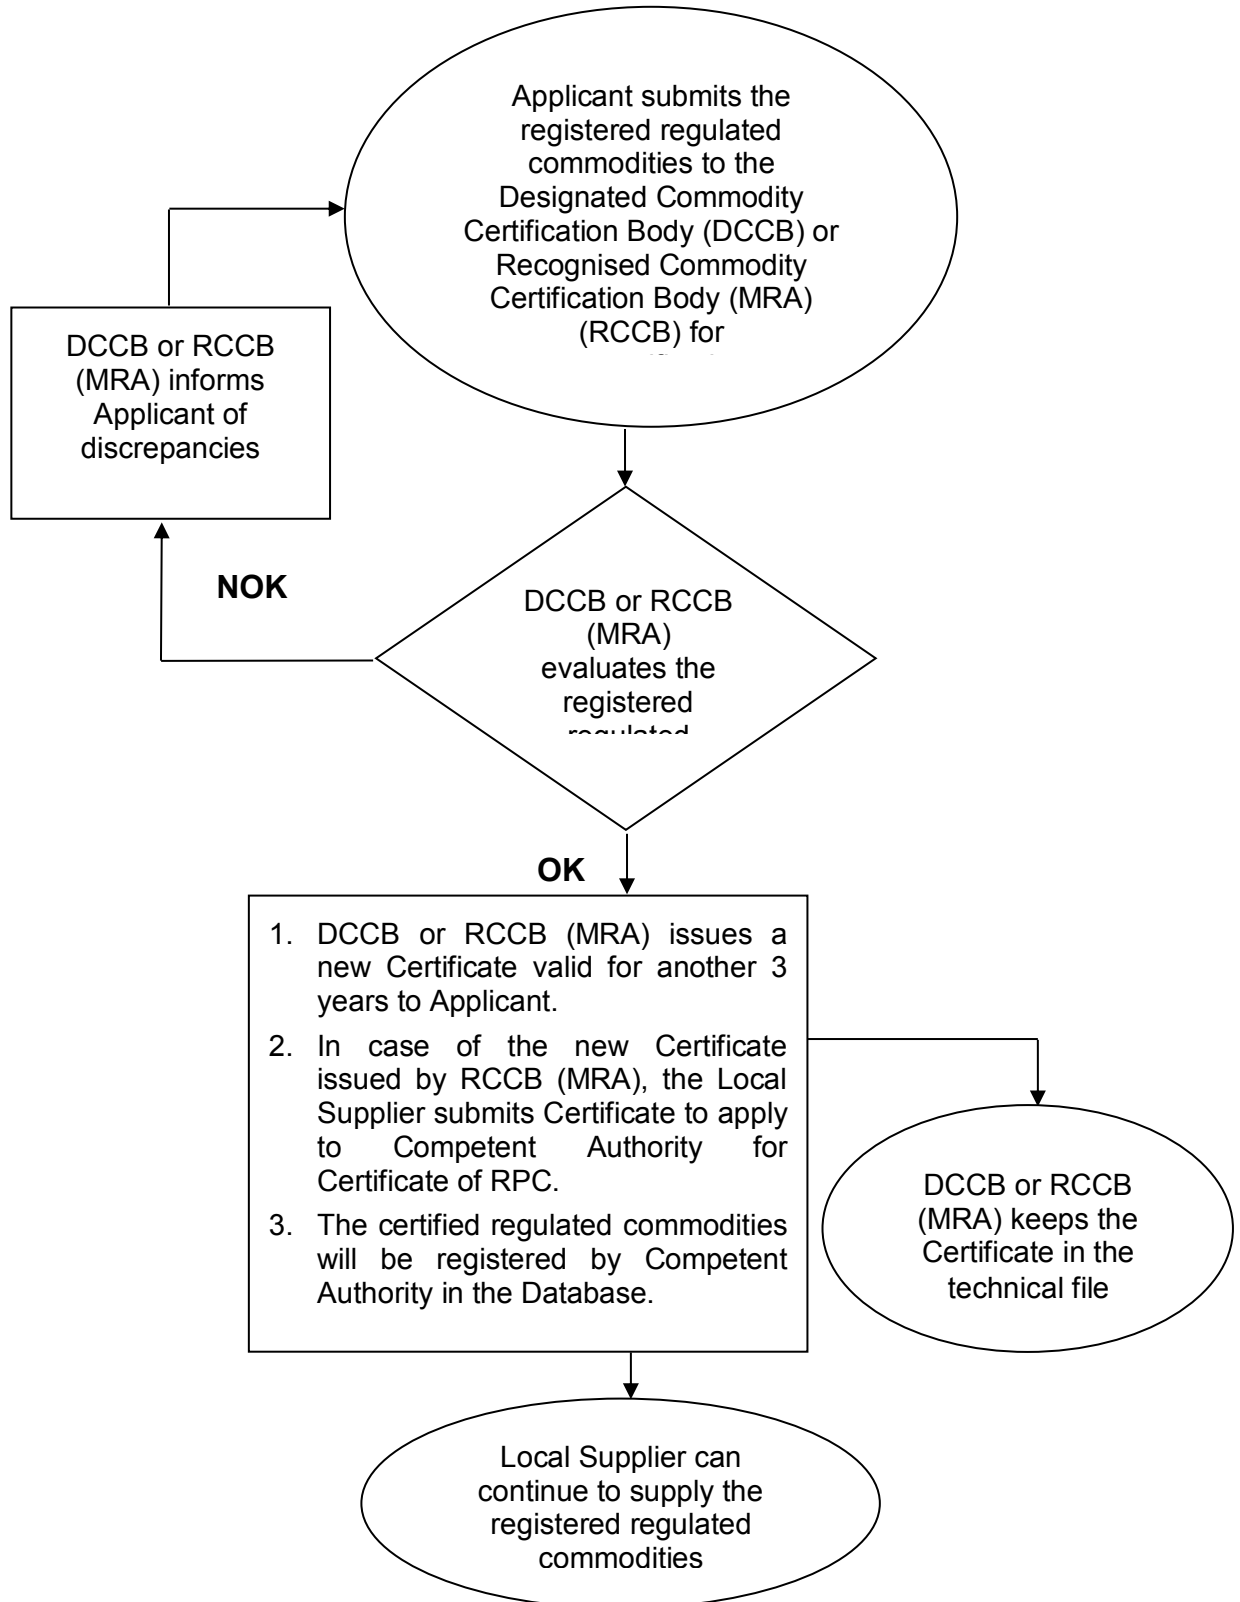 Applicant submits the
registered regulated
commodities to the
Designated Commodity
Certification Body (DCCB) or
Recognised Commodity
Certification Body (MRA)
(RCCB) for
DCCB or RCCB
(MRA) informs
Applicant of
discrepancies
NOK
DCCB or RCCB
(MRA)
evaluates the
registered
regulated
OK
1. DCCB or RCCB (MRA) issues a
new Certificate valid for another 3
years to Applicant.
2. In case of the new Certificate
issued by RCCB (MRA), the Local
Supplier submits Certificate to apply
to Competent Authority for
Certificate of RPC.
3. The certified regulated commodities
will be registered by Competent
Authority in the Database.
DCCB or RCCB
(MRA) keeps the
Certificate in the
technical file
Local Supplier can
continue to supply the
registered regulated
commodities